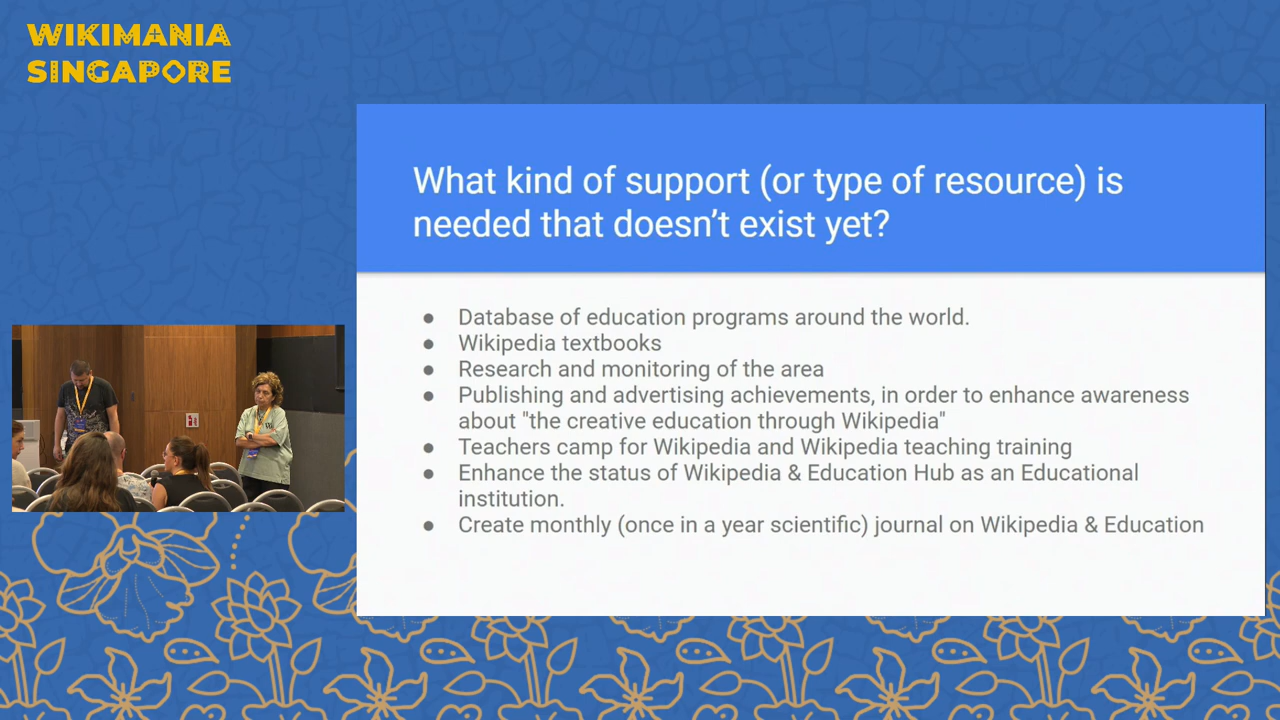 WIKIMANIA
SINGAPORE
What kind of support (or type of resource) is
needed that doesn't exist yet?
● Database of education programs around the world.
● Wikipedia textbooks
● Research and monitoring of the area
● Publishing and advertising achievements, in order to enhance awareness
about "the creative education through Wikipedia"
● Teachers camp for Wikipedia and Wikipedia teaching training
● Enhance the status of Wikipedia & Education Hub as an Educational
institution.
● Create monthly (once in a year scientific) journal on Wikipedia & Education